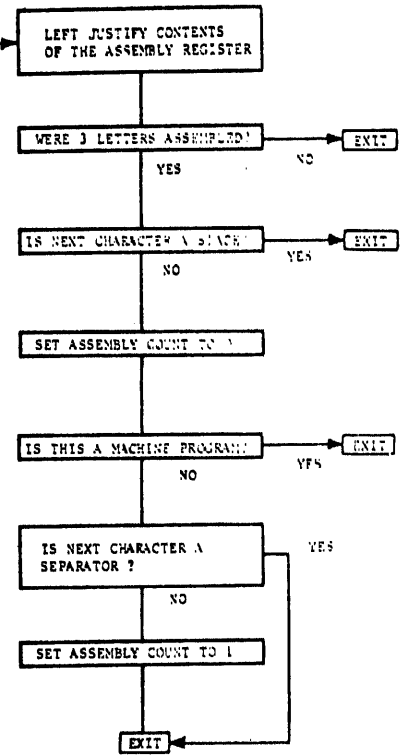 LEFT JUSTIFY CONTENTS
OF THE ASSEMBLY REGISTER
WERE 3 LETTERS ASSEMBLED?
EXIT
NO
YES
IS NEXT CHARACTER A
EXIT
YES
NO
SET ASSEMBLY COUNT TO
IS THIS A MACHINE PROGRAM?
EXIT
YES
NO
IS NEXT CHARACTER A
SEPARATOR ?
YES
NO
SET ASSEMBLY COUNT TO 1
EXIT